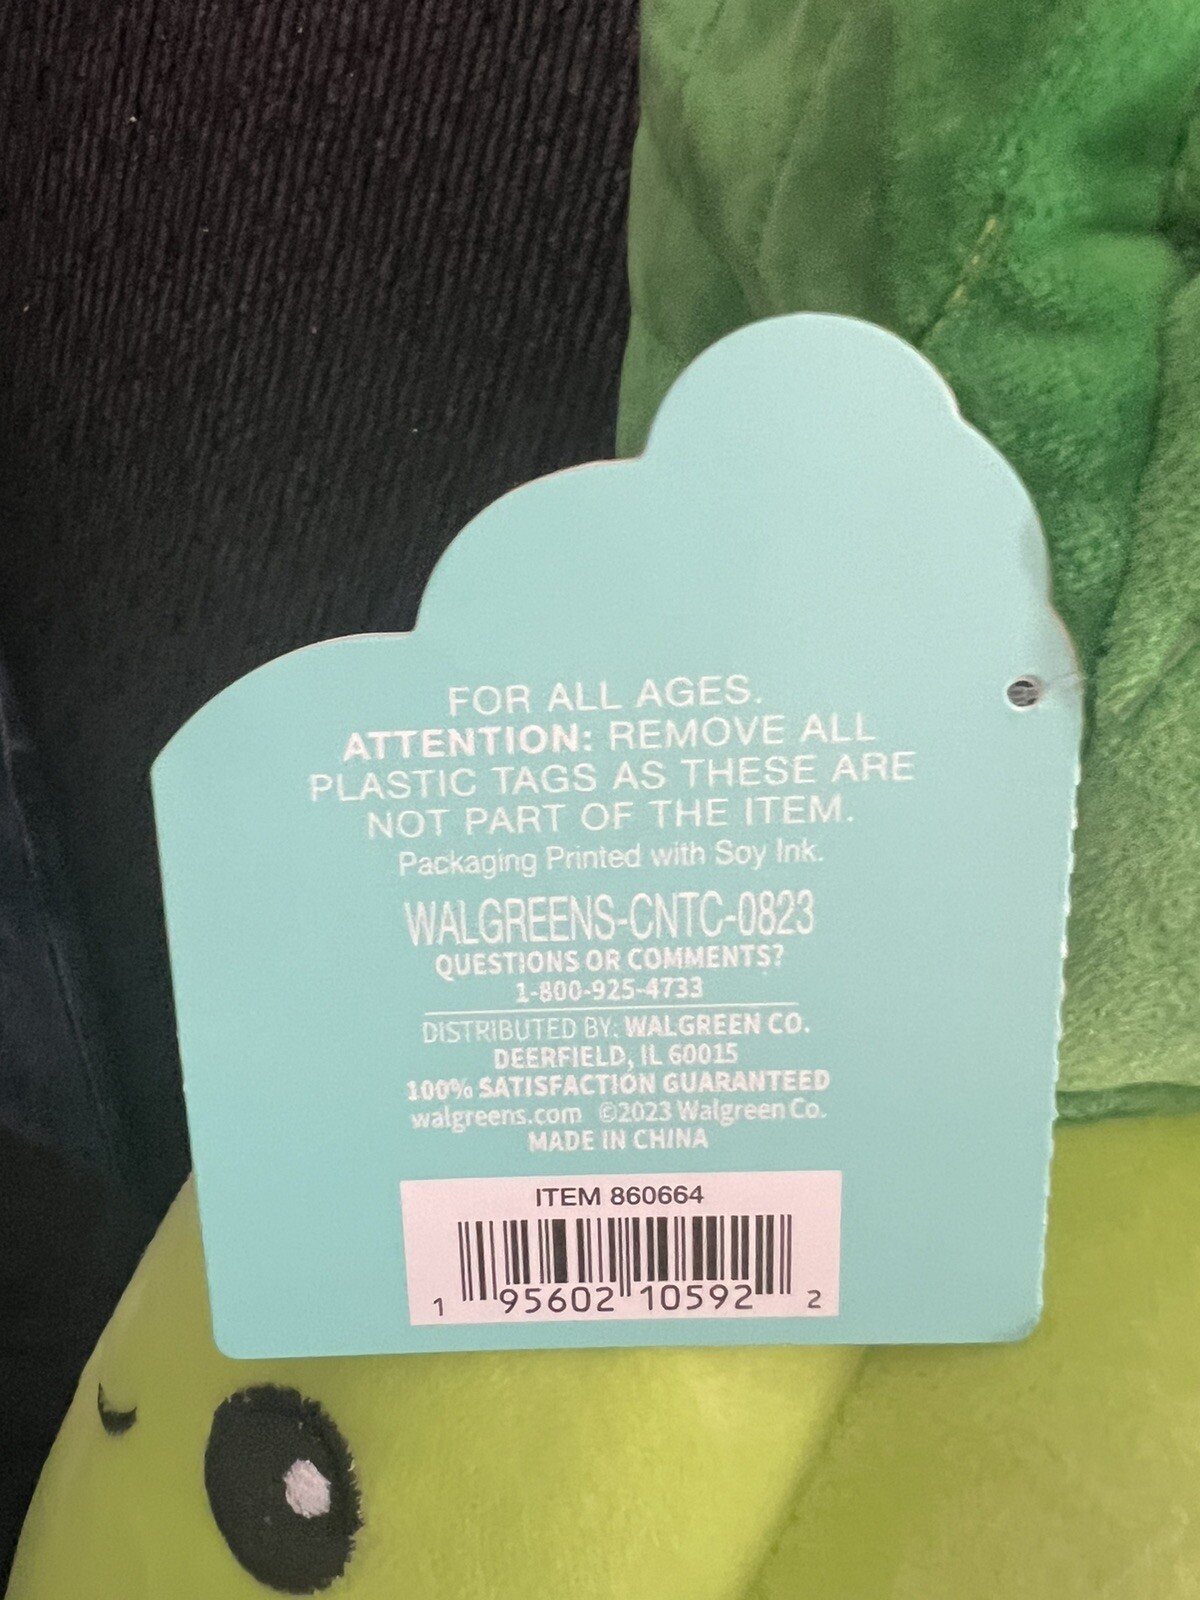 FOR ALL AGES.
ATTENTION: REMOVE ALL
PLASTIC TAGS AS THESE ARE
NOT PART OF THE ITEM.
Packaging Printed with Soy Ink.
WALGREENS-CNTC-0823
QUESTIONS OR COMMENTS?
1-800-925-4733
DISTRIBUTED BY: WALGREEN CO.
DEERFIELD, IL 60015
100% SATISFACTION GUARANTEED
walgreens.com ©2023 Walgreen Co.
MADE IN CHINA
ITEM 860664
1 95602 10592 2